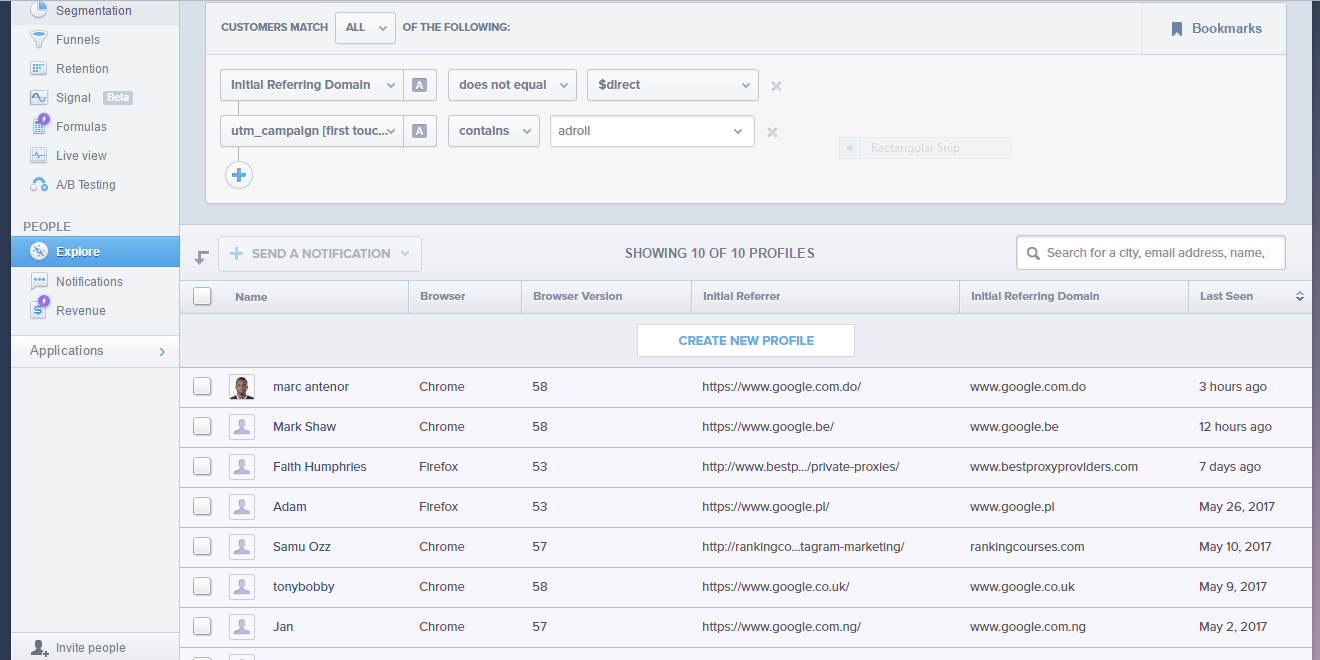 Segmentation
Funnels
Retention
Signal Beta
Formulas
Live view
A/B Testing
PEOPLE
Explore
Notifications
Revenue
Applications
Invite people
CUSTOMERS MATCH ALL OF THE FOLLOWING:
Bookmarks
Initial Referring Domain A does not equal $direct
utm_campaign [first touc... A contains adroll
Rectangular Snip
SEND A NOTIFICATION SHOWING 10 OF 10 PROFILES Search for a city, email address, name,
Name Browser Browser Version Initial Referrer Initial Referring Domain Last Seen
CREATE NEW PROFILE
marc antenor Chrome 58 https://www.google.com.do/ www.google.com.do 3 hours ago
Mark Shaw Chrome 58 https://www.google.be/ www.google.be 12 hours ago
Faith Humphries Firefox 53 http://www.bestp.../private-proxies/ www.bestproxyproviders.com 7 days ago
Adam Firefox 53 https://www.google.pl/ www.google.pl May 26, 2017
Samu Ozz Chrome 57 http://rankingco...tagram-marketing/ rankingcourses.com May 10, 2017
tonybobby Chrome 58 https://www.google.co.uk/ www.google.co.uk May 9, 2017
Jan Chrome 57 https://www.google.com.ng/ www.google.com.ng May 2, 2017